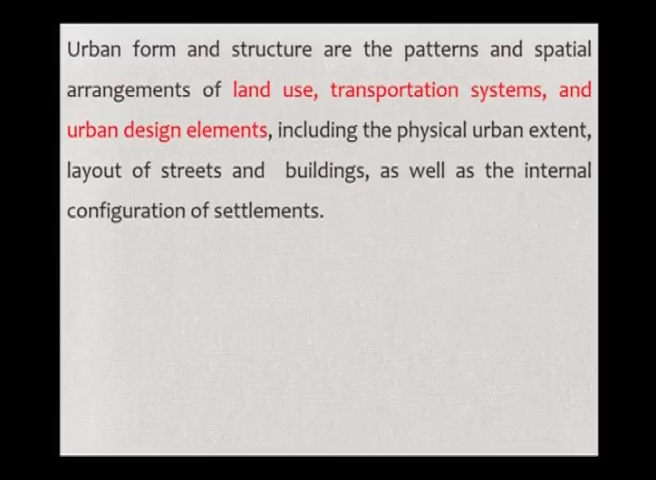 Urban form and structure are the patterns and spatial
arrangements of land use, transportation systems, and
urban design elements, including the physical urban extent,
layout of streets and buildings, as well as the internal
configuration of settlements.